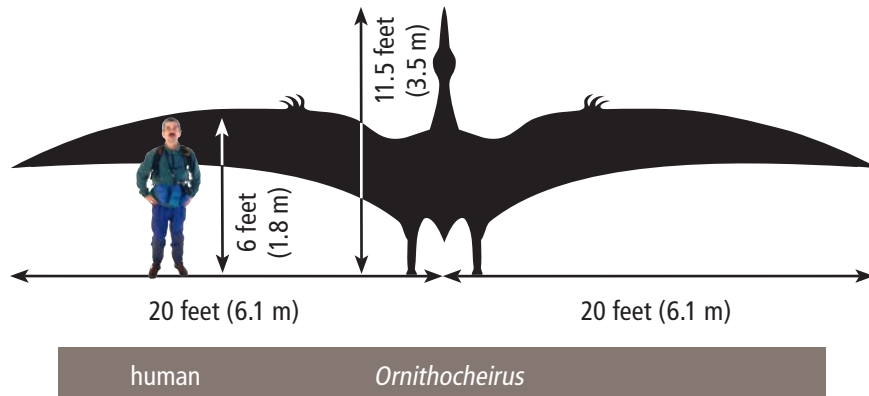 11.5 feet
(3.5 m)
6 feet
(1.8 m)
20 feet (6.1 m)
20 feet (6.1 m)
human
Ornithocheirus